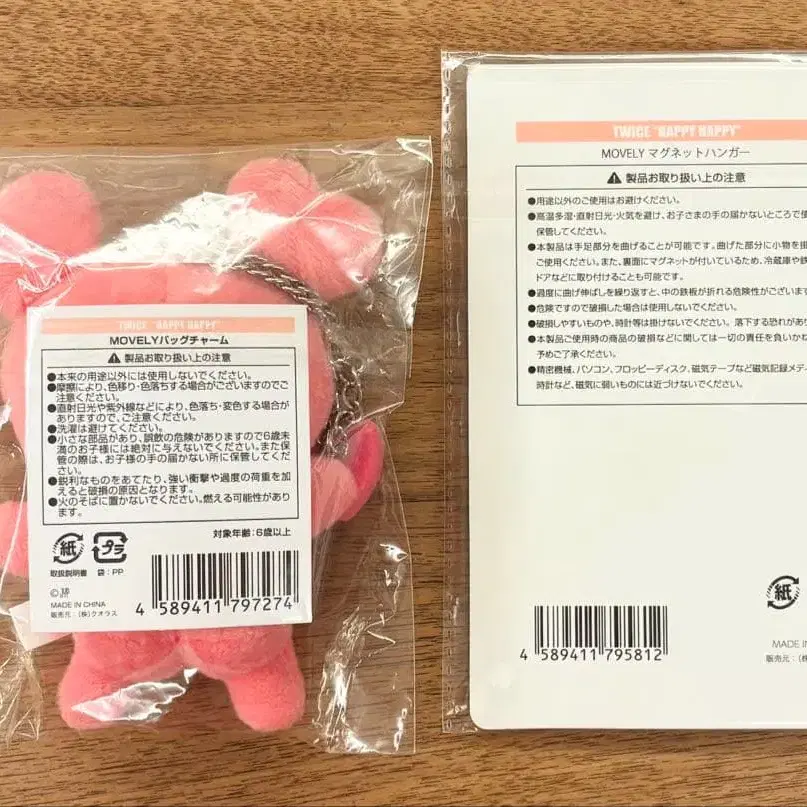 TWICE "HAPPY HAPPY"
MOVELYバッグチャーム
製品お取り扱い上の注意
●本来の用途以外には使用しないでください。
●摩擦により、色移り・色落ちする場合がございますのでご
注意ください。
●直射日光や紫外線などにより、色落ち・変色する場合が
ありますので、ご注意ください。
●洗濯は避けてください。
●小さな部品があり、誤飲の危険がありますので6歳未
満のお子様には絶対に与えないでください。また保
管の際は、お子様の手の届かない所に保管してくださ
い。
●鋭利なものをあてたり、強い衝撃や過度の荷重を加
えると破損の原因となります。
●火のそばに置かないでください。燃える可能性があり
ます。
対象年齢:6歳以上
紙 プラ
取扱説明書 袋:PP
MADE IN CHINA
販売元:(株)クオラス
4 589411 797274
TWICE "HAPPY HAPPY"
MOVELY マグネットハンガー
製品お取り扱い上の注意
●用途以外のご使用はお避けください。
●高温多湿・直射日光・火気を避け、お子さまの手の届かないところで
保管してください。
●本製品は手足部分を曲げることが可能です。曲げた部分に小物を
ご使用ください。また、裏面にマグネットが付いているため、冷蔵庫や
ドアなどに取り付けることも可能です。
●過度に曲げ伸ばしを繰り返すと、中の鉄板が折れる危険性がございます
●危険ですので破損した場合は使用しないでください。
●破損しやすいものや、時計等は掛けないでください。落下する恐れがあ
●本製品ご使用時の商品の破損などに関しては一切の責任を負いかね
予めご了承ください。
●精密機械、パソコン、フロッピーディスク、磁気テープなど磁気記録メディ
時計など、磁気に弱いものには近づけないでください。
紙
4 589411 795812
MADE IN
販売元:(株